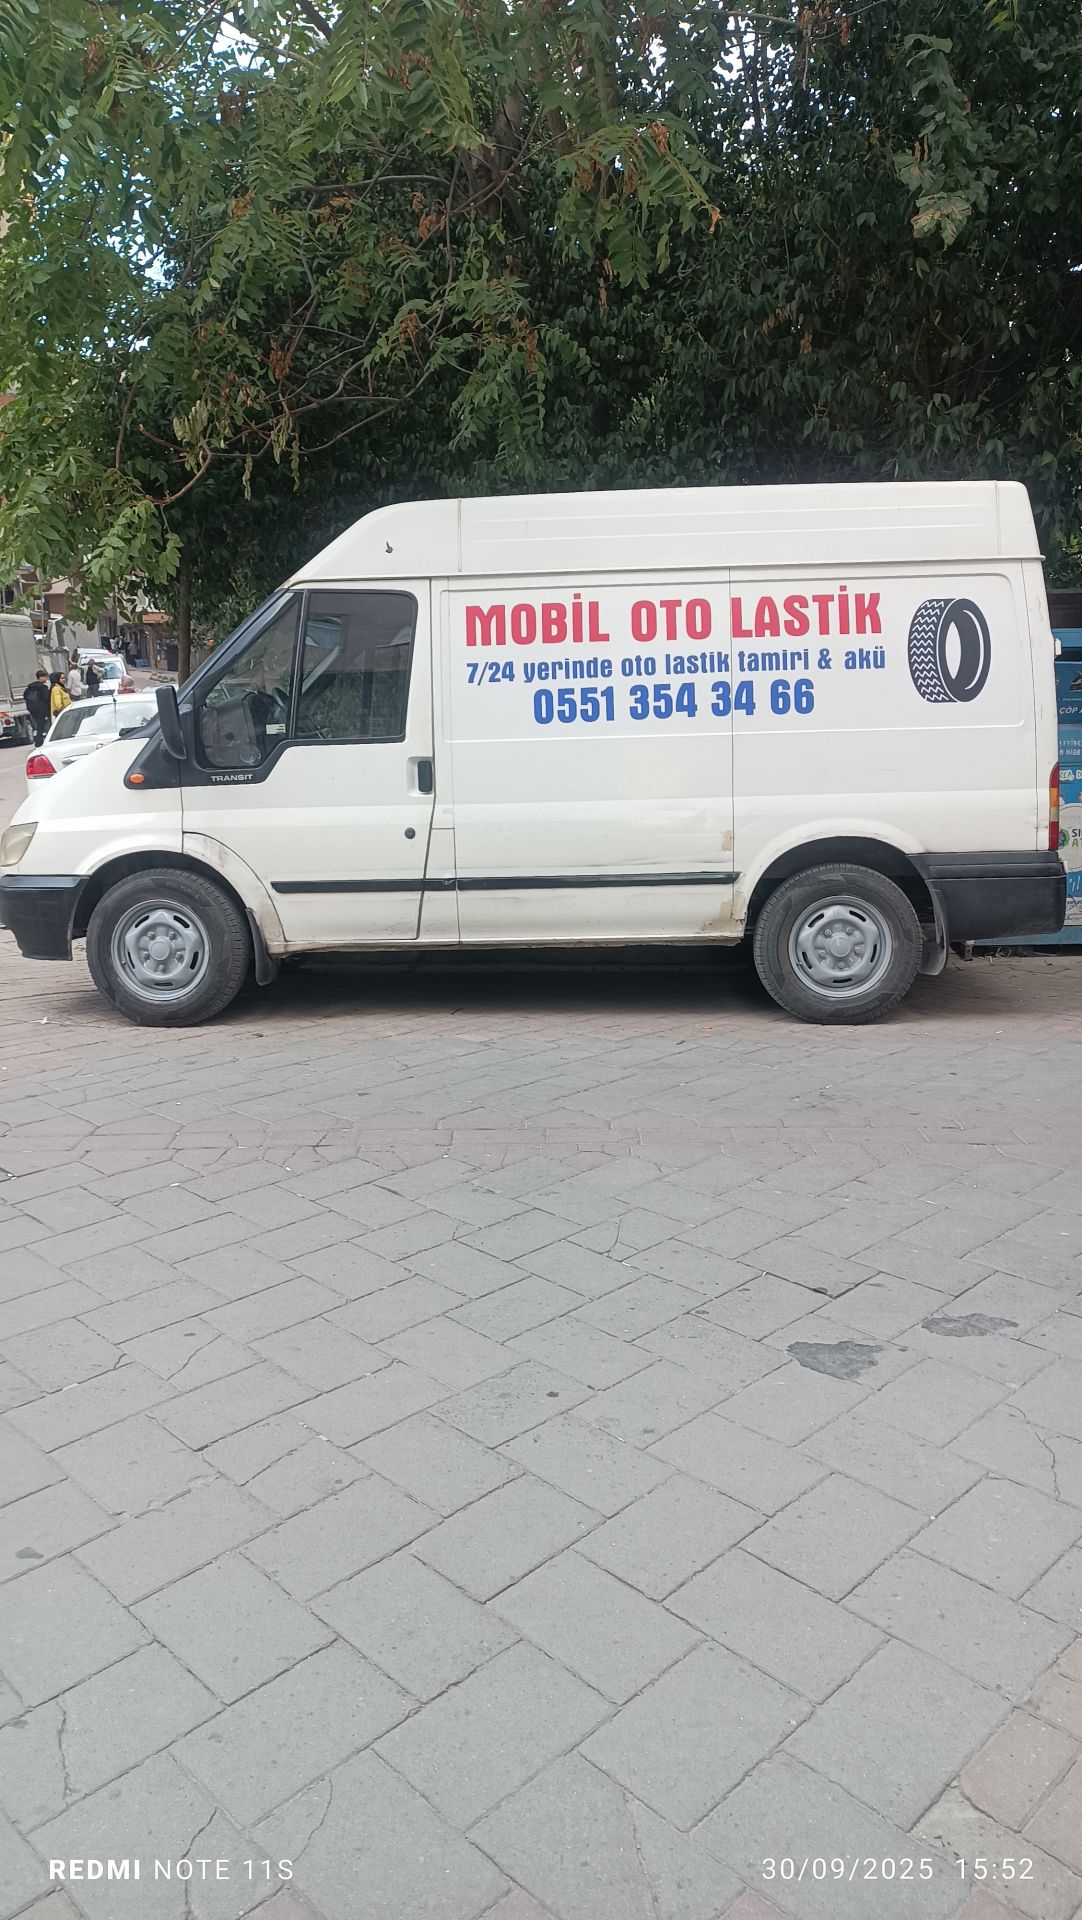 MOBİL OTO LASTİK
7/24 yerinde oto lastik tamiri & akü
0551 354 34 66
TRANSIT
REDMI NOTE 11S
30/09/2025 15:52